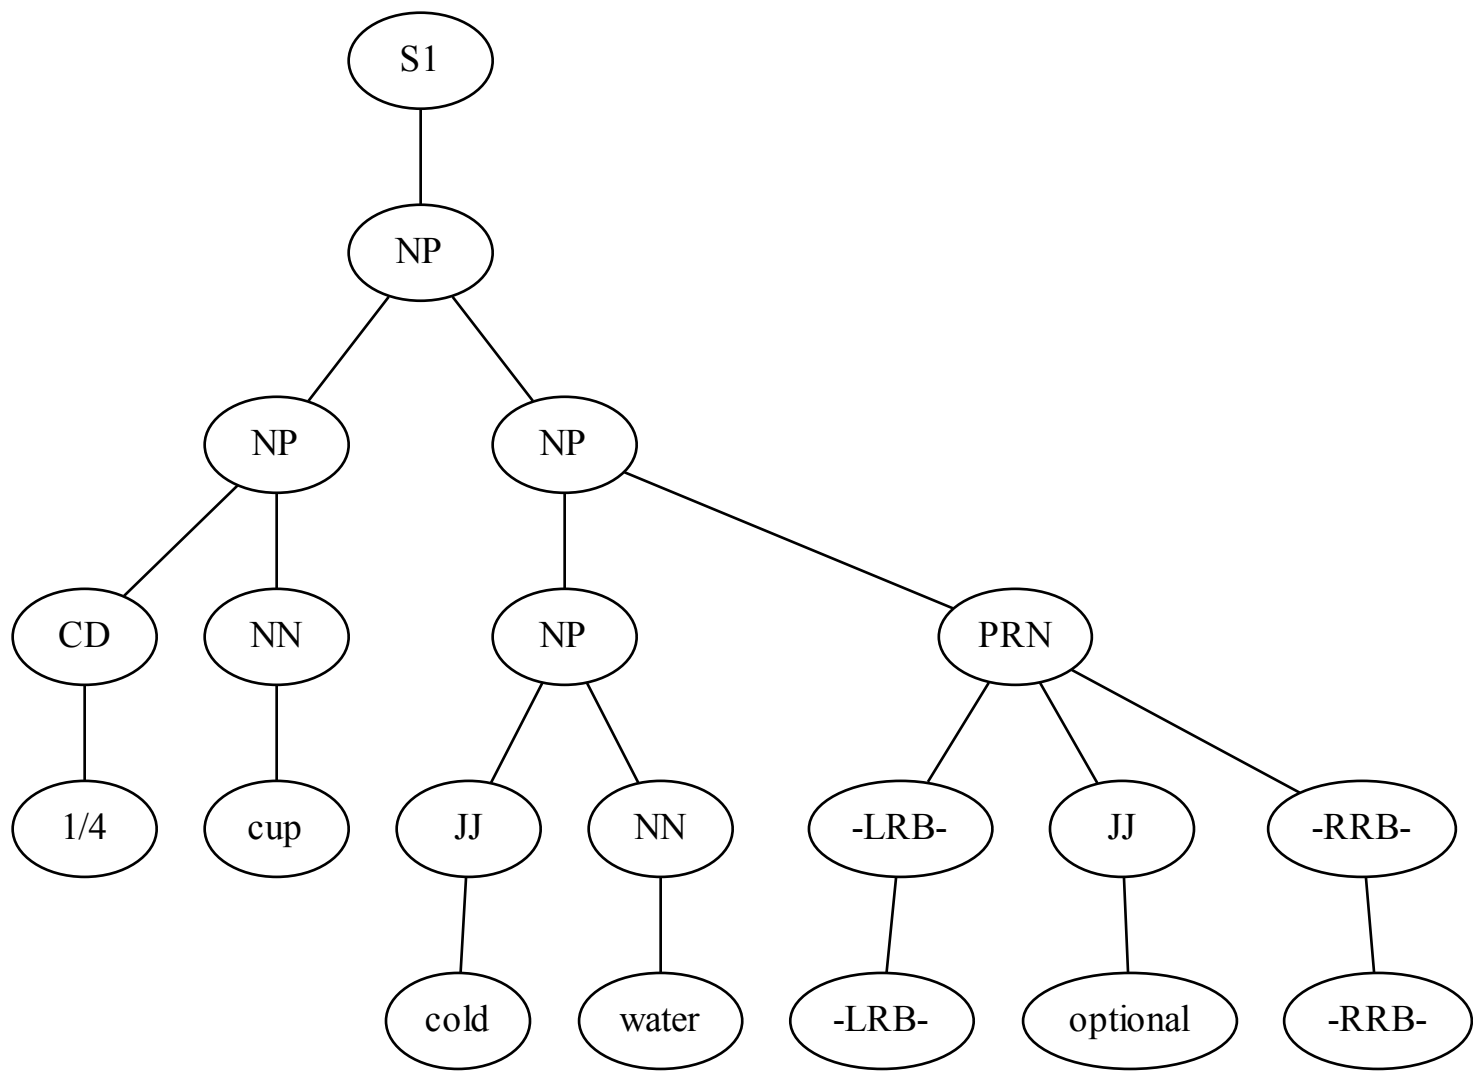 S1
NP
NP NP
CD NN NP PRN
1/4 cup JJ NN -LRB- JJ -RRB-
cold water -LRB- optional -RRB-